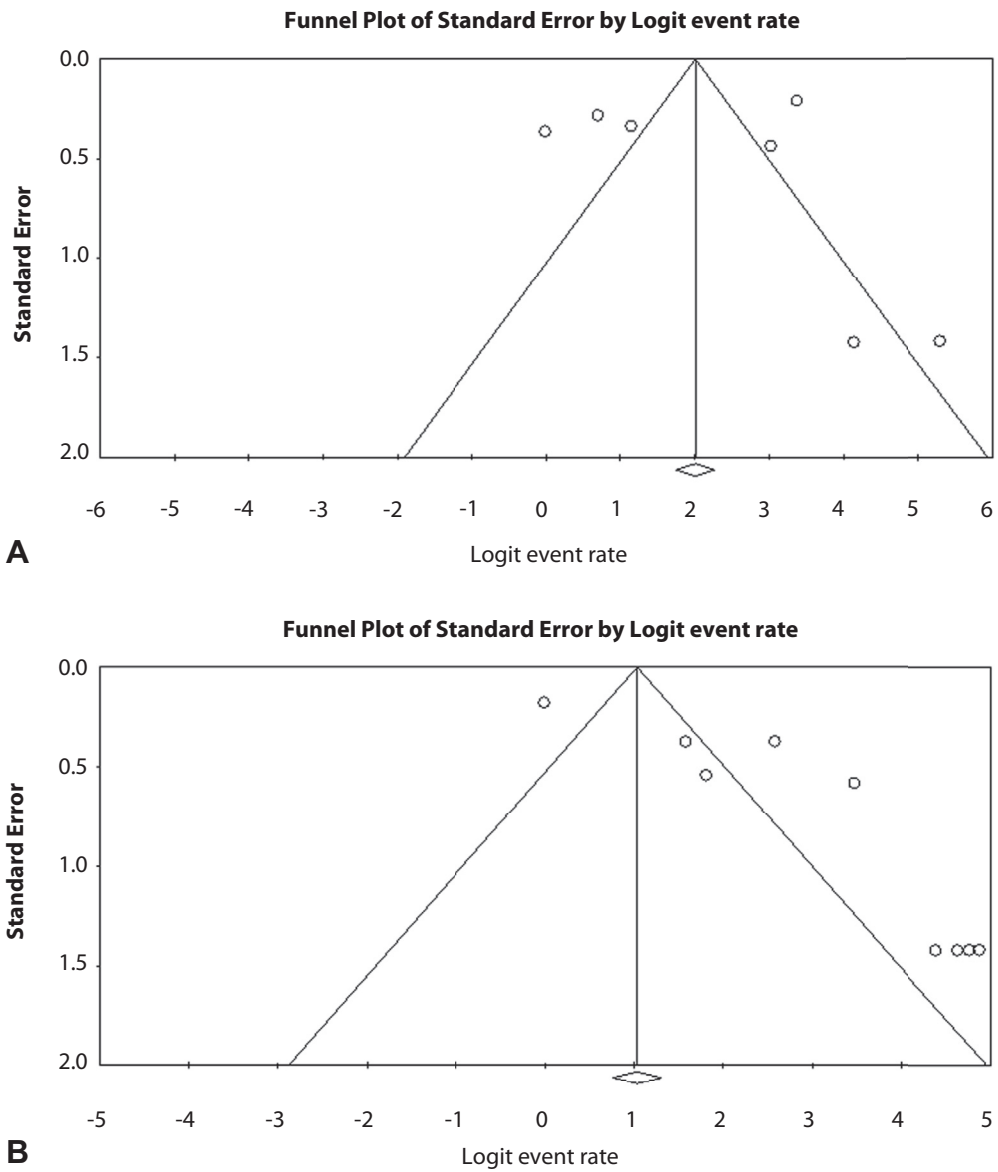 Funnel Plot of Standard Error by Logit event rate
0.0
0.5
1.0
1.5
2.0
Standard Error
-6 -5 -4 -3 -2 -1 0 1 2 3 4 5 6
A
Logit event rate
Funnel Plot of Standard Error by Logit event rate
0.0
0.5
1.0
1.5
2.0
Standard Error
-5 -4 -3 -2 -1 0 1 2 3 4 5
B
Logit event rate